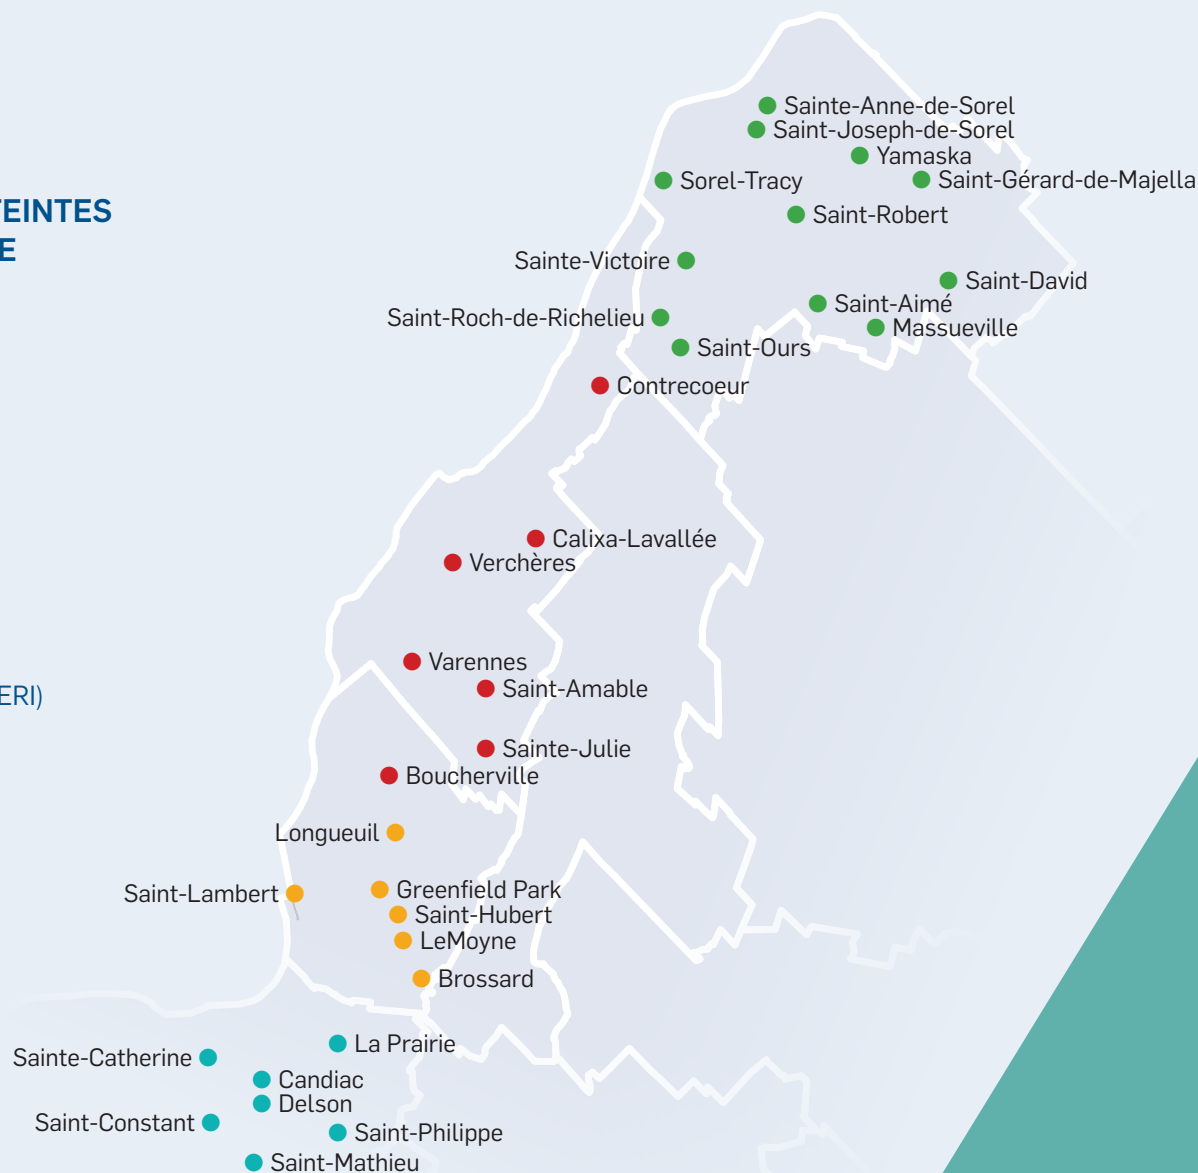 Sainte-Anne-de-Sorel
Saint-Joseph-de-Sorel
Yamaska
Sorel-Tracy
Saint-Gérard-de-Majella
TEINTES
E
Saint-Robert
Sainte-Victoire
Saint-David
Saint-Aimé
Saint-Roch-de-Richelieu
Massueville
Saint-Ours
Contrecoeur
Calixa-Lavallée
Verchères
Varennes
Saint-Amable
ERI)
Sainte-Julie
Boucherville
Longueuil
Saint-Lambert
Greenfield Park
Saint-Hubert
LeMoyne
Brossard
La Prairie
Sainte-Catherine
Candiac
Delson
Saint-Constant
Saint-Philippe
Saint-Mathieu